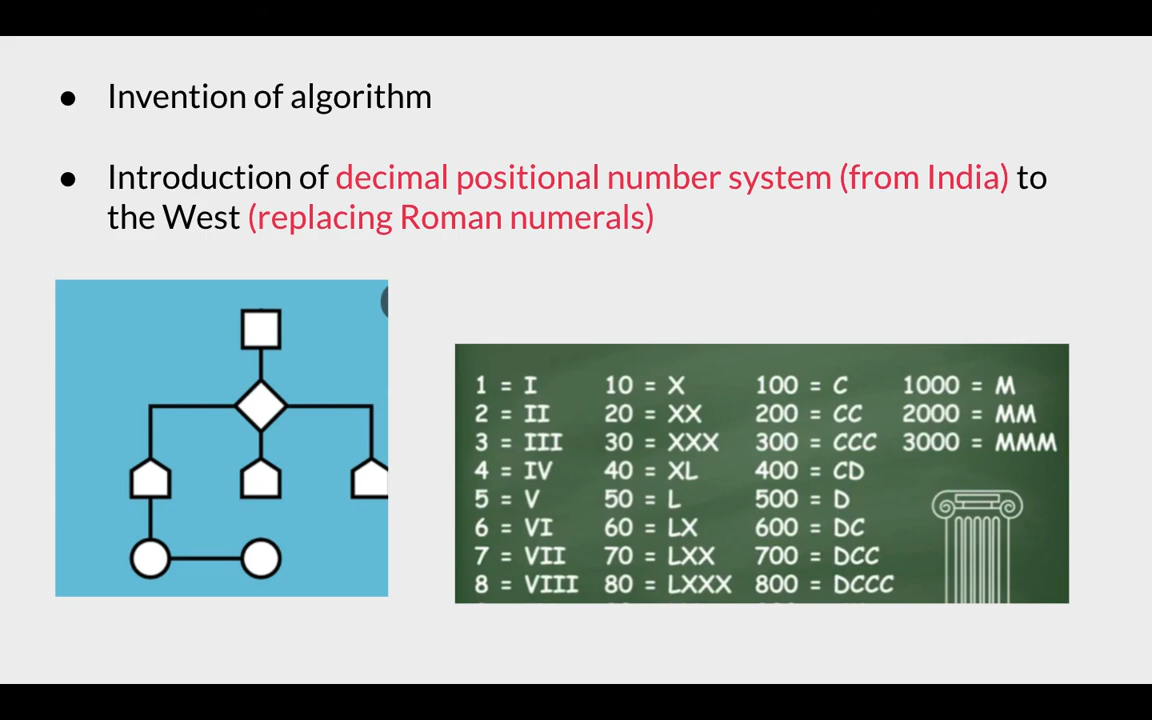 ● Invention of algorithm
● Introduction of decimal positional number system (from India) to
the West (replacing Roman numerals)
1 = I 10 = X 100 = C 1000 = M
2 = II 20 = XX 200 = CC 2000 = MM
3 = III 30 = XXX 300 = CCC 3000 = MMM
4 = IV 40 = XL 400 = CD
5 = V 50 = L 500 = D
6 = VI 60 = LX 600 = DC
7 = VII 70 = LXX 700 = DCC
8 = VIII 80 = LXXX 800 = DCCC